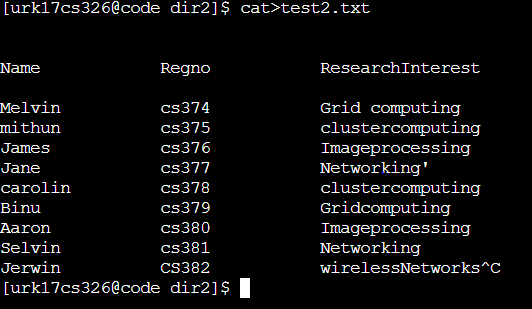 [urk17cs326@code dir2]$ cat>test2.txt
Name Regno ResearchInterest
Melvin cs374 Grid computing
mithun cs375 clustercomputing
James cs376 Imageprocessing
Jane cs377 Networking'
carolin cs378 clustercomputing
Binu cs379 Gridcomputing
Aaron cs380 Imageprocessing
Selvin cs381 Networking
Jerwin CS382 wirelessNetworks^C
[urk17cs326@code dir2]$